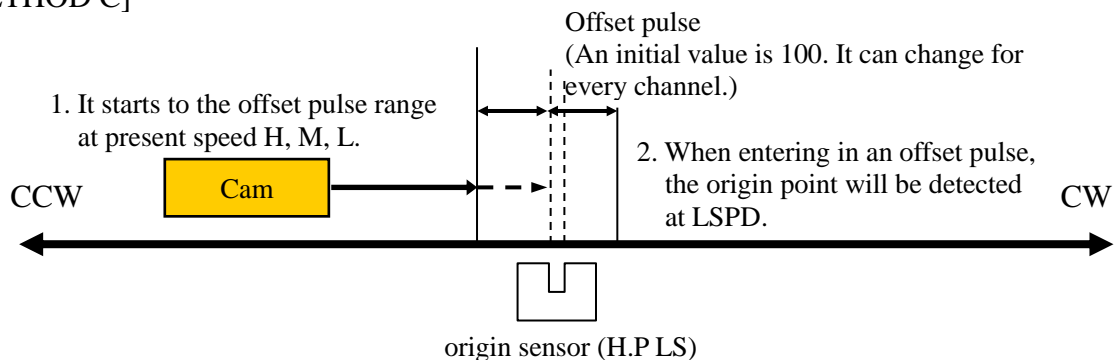 Offset pulse
(An initial value is 100. It can change for
every channel.)
1. It starts to the offset pulse range
at present speed H, M, L.
2. When entering in an offset pulse,
the origin point will be detected
at LSPD.
CCW
Cam
CW
origin sensor (H.P LS)